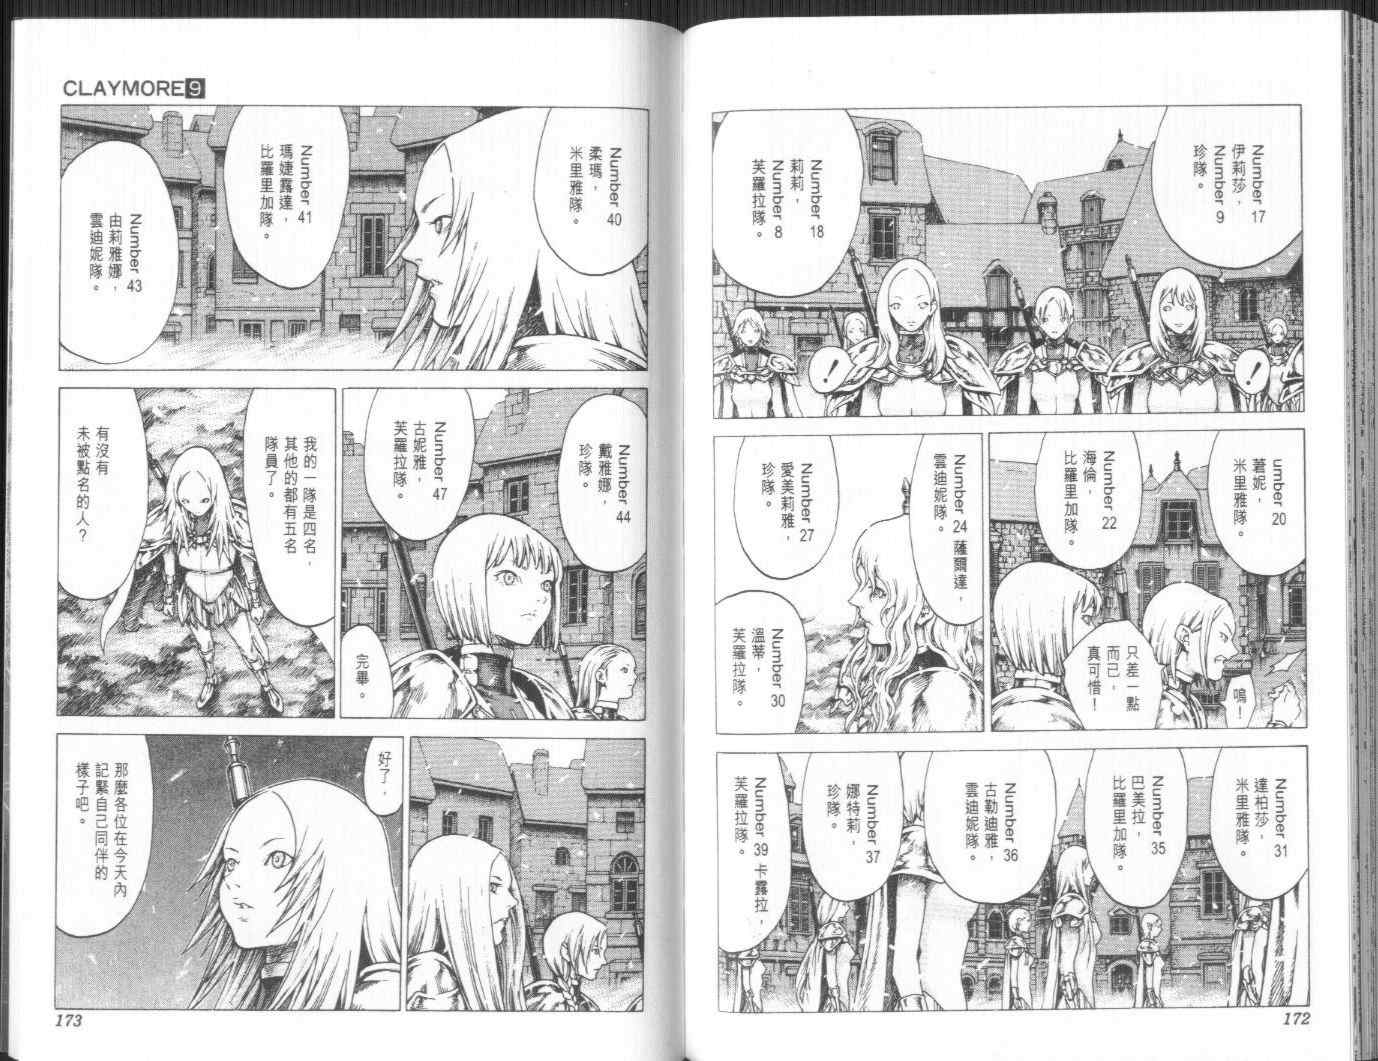 Number 17
伊莉莎，
Number 9
珍隊。
Number 18
莉莉，
Number 8
芙羅拉隊。
!
!
umber 20
蒼妮，
米里雅隊。
Number 22
海倫，
比羅里加隊。
嗚！
只差一點
而已，
真可惜！
Number 24 薩爾達，
雲迪妮隊。
Number 27
愛美莉雅，
珍隊。
Number 30
溫蒂，
芙羅拉隊。
Number 31
達柏莎，
米里雅隊。
Number 35
巴美拉，
比羅里加隊。
Number 36
古勒迪雅，
雲迪妮隊。
Number 37
娜特莉，
珍隊。
Number 39 卡露拉，
芙羅拉隊。
172
CLAYMORE 9
Number 40
柔瑪，
米里雅隊。
Number 41
瑪婕露達，
比羅里加隊。
Number 43
由莉雅娜，
雲迪妮隊。
Number 44
戴雅娜，
珍隊。
Number 47
古妮雅，
芙羅拉隊。
完畢。
我的一隊是四名，
其他的都有五名
隊員了。
有沒有
未被點名的人？
好了，
那麼各位在今天內
記緊自己同伴的
樣子吧。
173